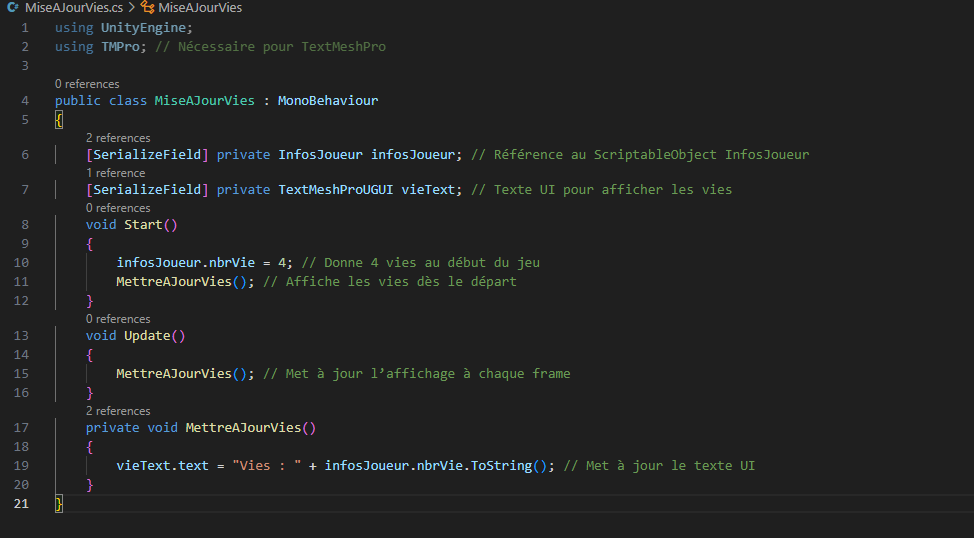 MiseAJourVies.cs > MiseAJourVies
1 using UnityEngine;
2 using TMPro; // Nécessaire pour TextMeshPro
3
0 references
4 public class MiseAJourVies : MonoBehaviour
5 {
2 references
6 [SerializeField] private InfosJoueur infosJoueur; // Référence au ScriptableObject InfosJoueur
1 reference
7 [SerializeField] private TextMeshProUGUI vieText; // Texte UI pour afficher les vies
0 references
8 void Start()
9 {
10 infosJoueur.nbrVie = 4; // Donne 4 vies au début du jeu
11 MettreAJourVies(); // Affiche les vies dès le départ
12 }
0 references
13 void Update()
14 {
15 MettreAJourVies(); // Met à jour l’affichage à chaque frame
16 }
2 references
17 private void MettreAJourVies()
18 {
19 vieText.text = "Vies : " + infosJoueur.nbrVie.ToString(); // Met à jour le texte UI
20 }
21 }